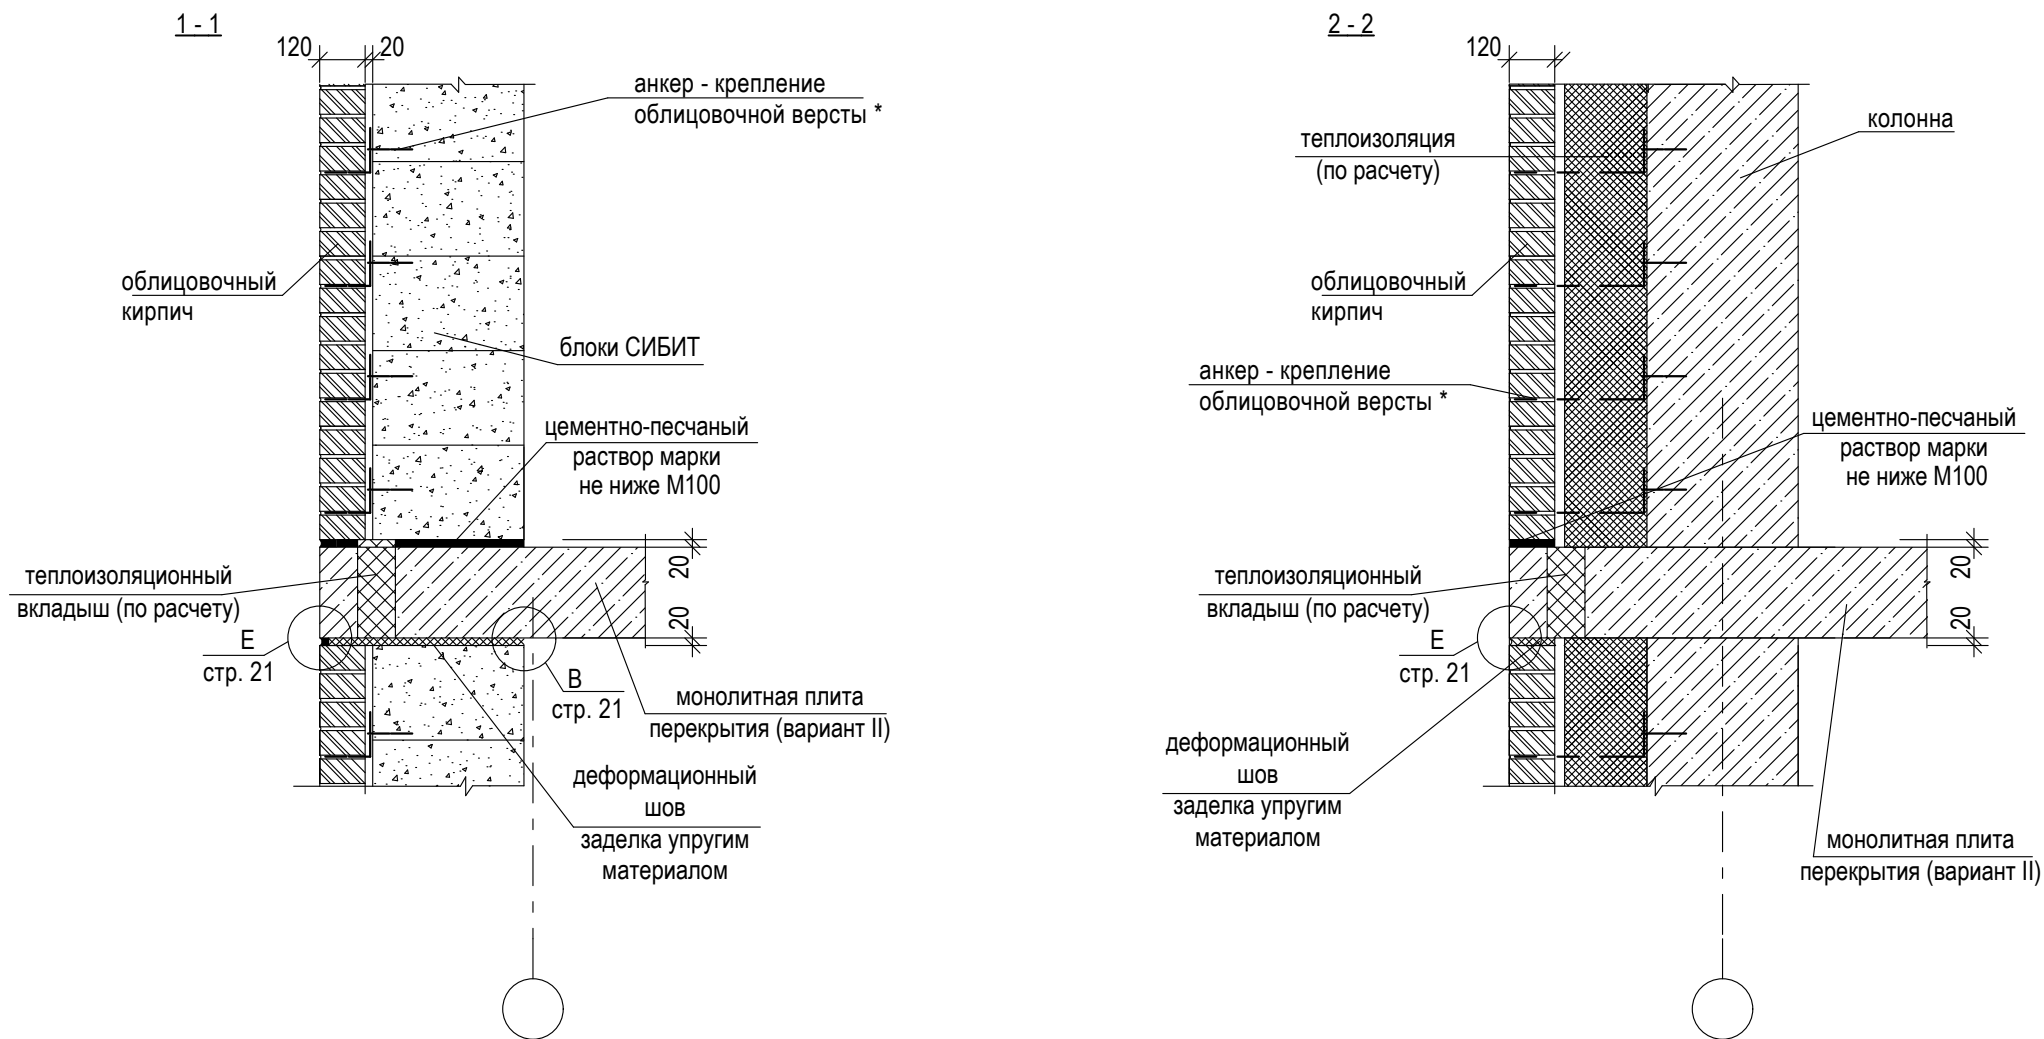 1 - 1
120
20
анкер - крепление
облицовочной версты *
облицовочный
кирпич
блоки СИБИТ
цементно-песчаный
раствор марки
не ниже М100
теплоизоляционный
вкладыш (по расчету)
20
20
Е
стр. 21
В
стр. 21
монолитная плита
перекрытия (вариант II)
деформационный
шов
заделка упругим
материалом
2 - 2
120
теплоизоляция
(по расчету)
колонна
облицовочный
кирпич
анкер - крепление
облицовочной версты *
цементно-песчаный
раствор марки
не ниже М100
теплоизоляционный
вкладыш (по расчету)
20
20
Е
стр. 21
деформационный
шов
заделка упругим
материалом
монолитная плита
перекрытия (вариант II)